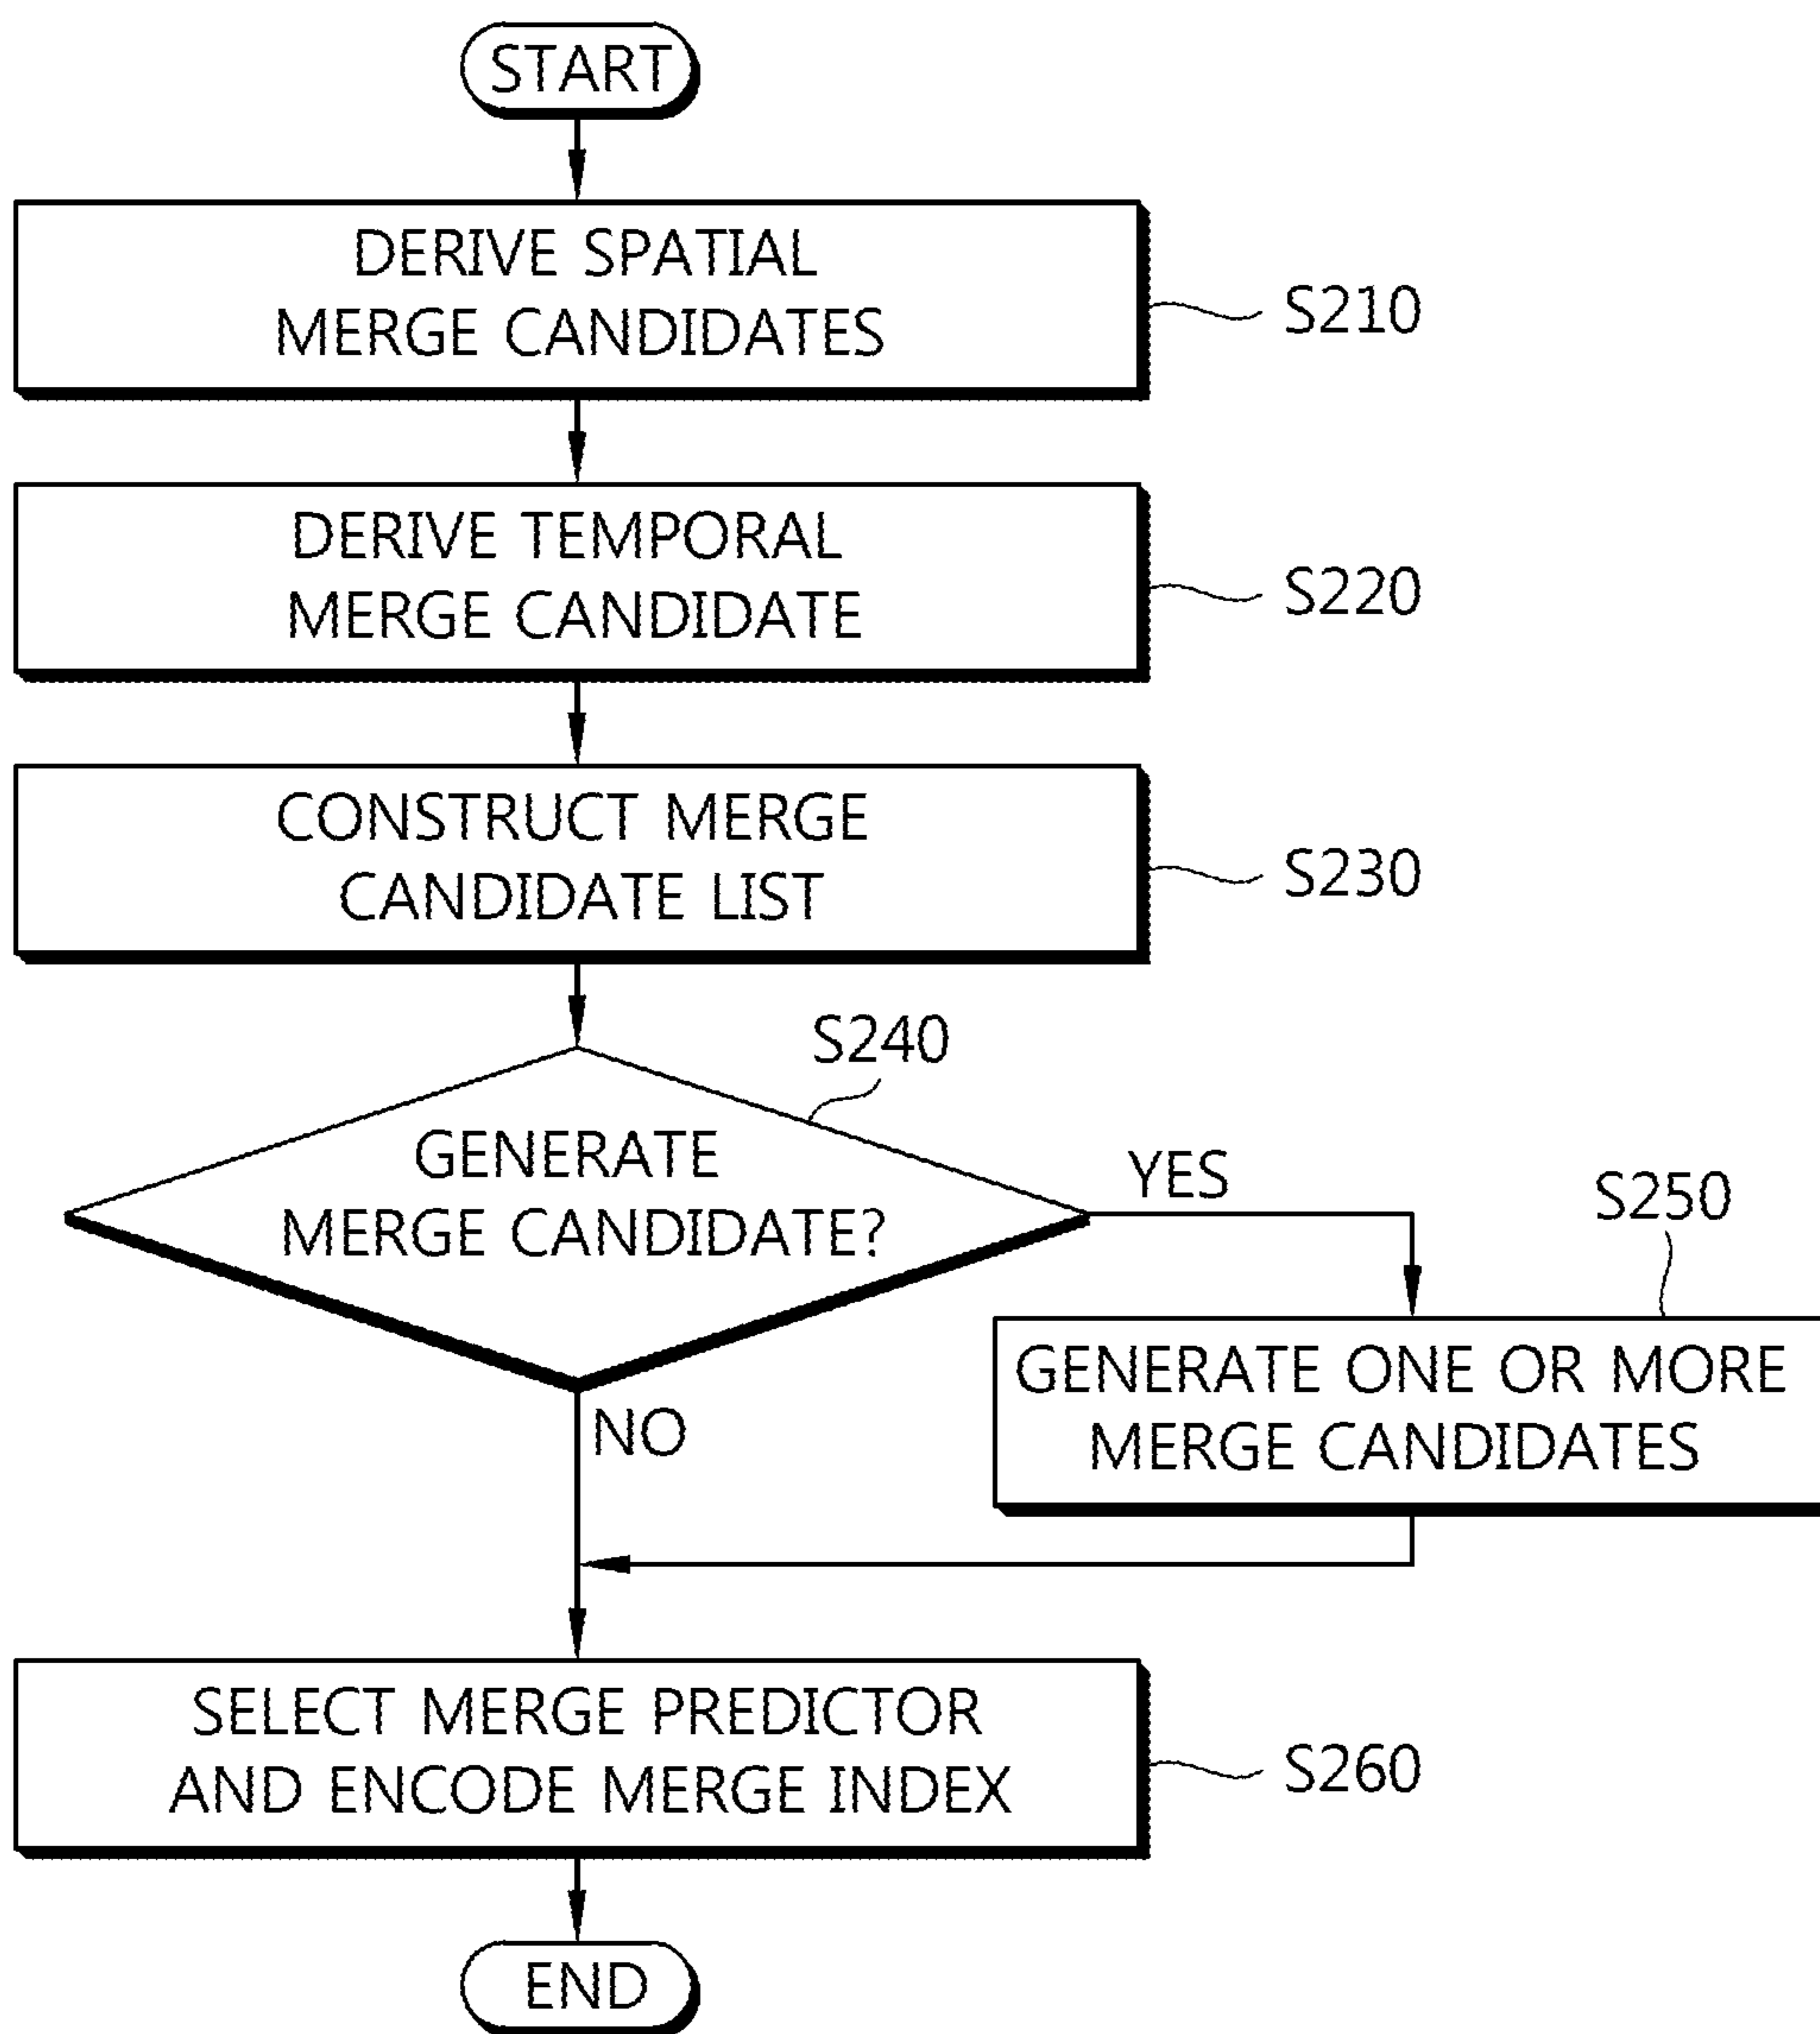 START
DERIVE SPATIAL
MERGE CANDIDATES
S210
DERIVE TEMPORAL
MERGE CANDIDATE
S220
CONSTRUCT MERGE
CANDIDATE LIST
S230
S240
GENERATE
MERGE CANDIDATE?
YES
S250
GENERATE ONE OR MORE
MERGE CANDIDATES
NO
SELECT MERGE PREDICTOR
AND ENCODE MERGE INDEX
S260
END